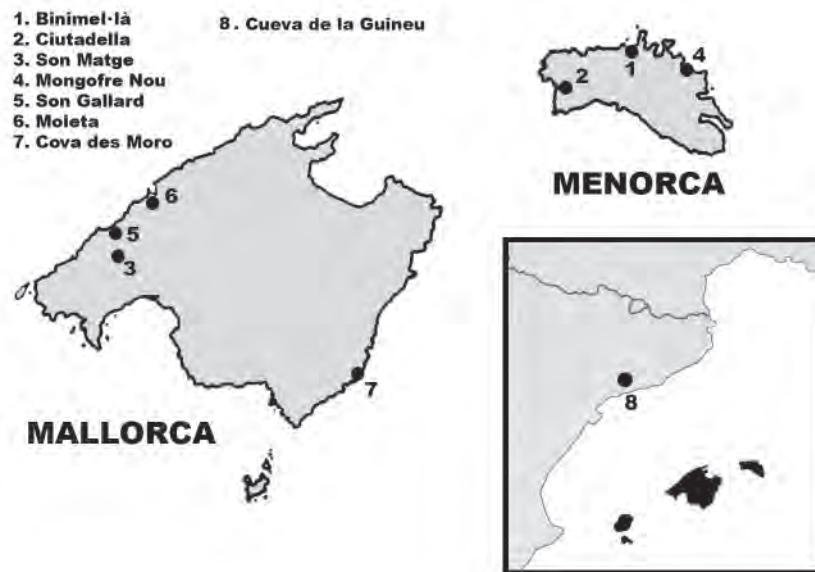 1. Binimel·là
2. Ciutadella
3. Son Matge
4. Mongofre Nou
5. Son Gallard
6. Moleta
7. Cova des Moro
8. Cueva de la Guineu
1
4
2
MENORCA
6
5
3
7
MALLORCA
8